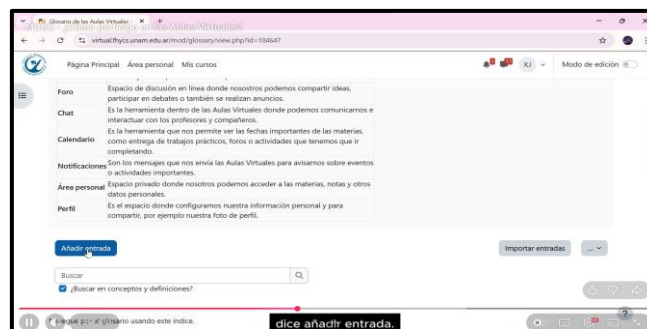 Glosario de las Aulas Virtuales
virtual.fhycs.unam.edu.ar/mod/glossary/view.php?id=104647
Página Principal Área personal Mis cursos
KJ
Modo de edición
Foro Espacio de discusión en línea donde nosostros podemos compartir ideas,
participar en debates o también se realizan anuncios.
Chat Es la herramienta dentro de las Aulas Virtuales donde podemos comunicarnos e
interactuar con los profesores y compañeros.
Calendario Es la herramienta que nos permite ver las fechas importantes de las materias,
como entrega de trabajos prácticos, foros o actividades que tenemos que ir
completando.
Notificaciones Son los mensajes que nos envía las Aulas Virtuales para avisarnos sobre eventos
o actividades importantes.
Área personal Espacio privado donde nosotros podemos acceder a las materias, notas y otros
datos personales.
Perfil Es el espacio donde configuramos nuestra información personal y para
compartir, por ejemplo nuestra foto de perfil.
Añadir entrada
Importar entradas
...
Buscar
¿Buscar en conceptos y definiciones?
por el glosario usando este índice.
dice añadir entrada.
?